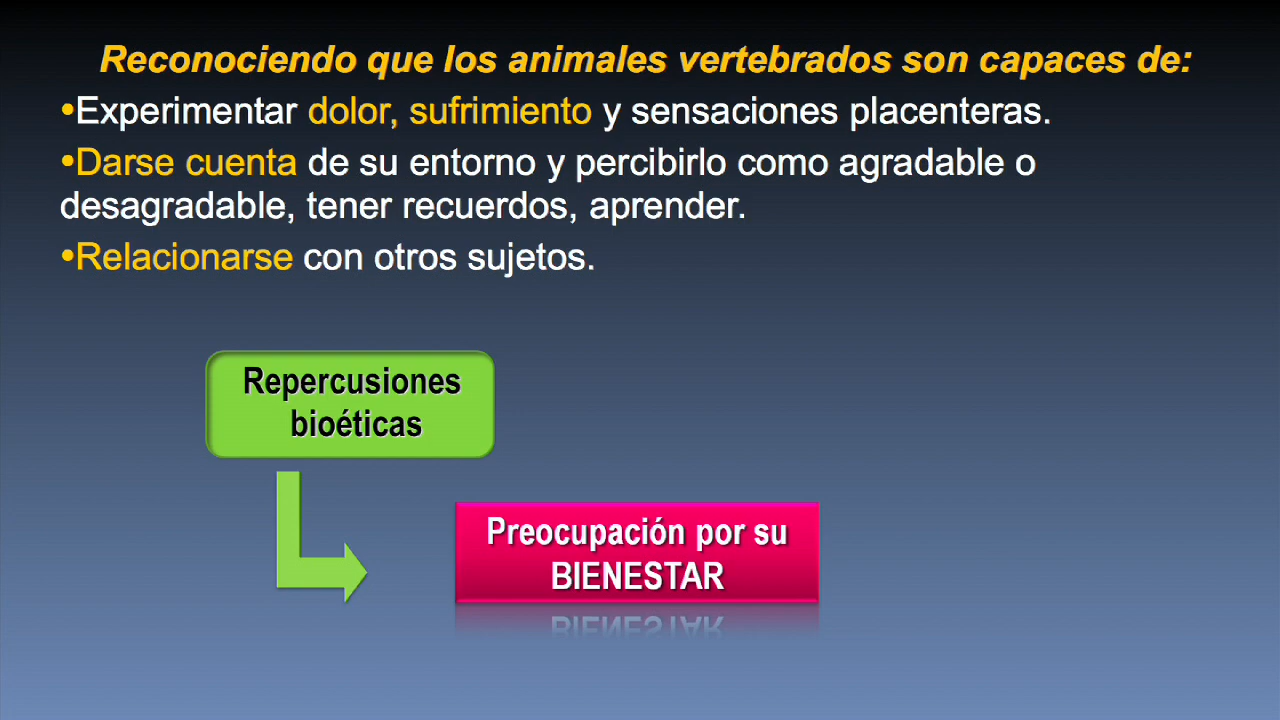 Reconociendo que los animales vertebrados son capaces de:
•Experimentar dolor, sufrimiento y sensaciones placenteras.
•Darse cuenta de su entorno y percibirlo como agradable o
desagradable, tener recuerdos, aprender.
•Relacionarse con otros sujetos.
Repercusiones
bioéticas
Preocupación por su
BIENESTAR